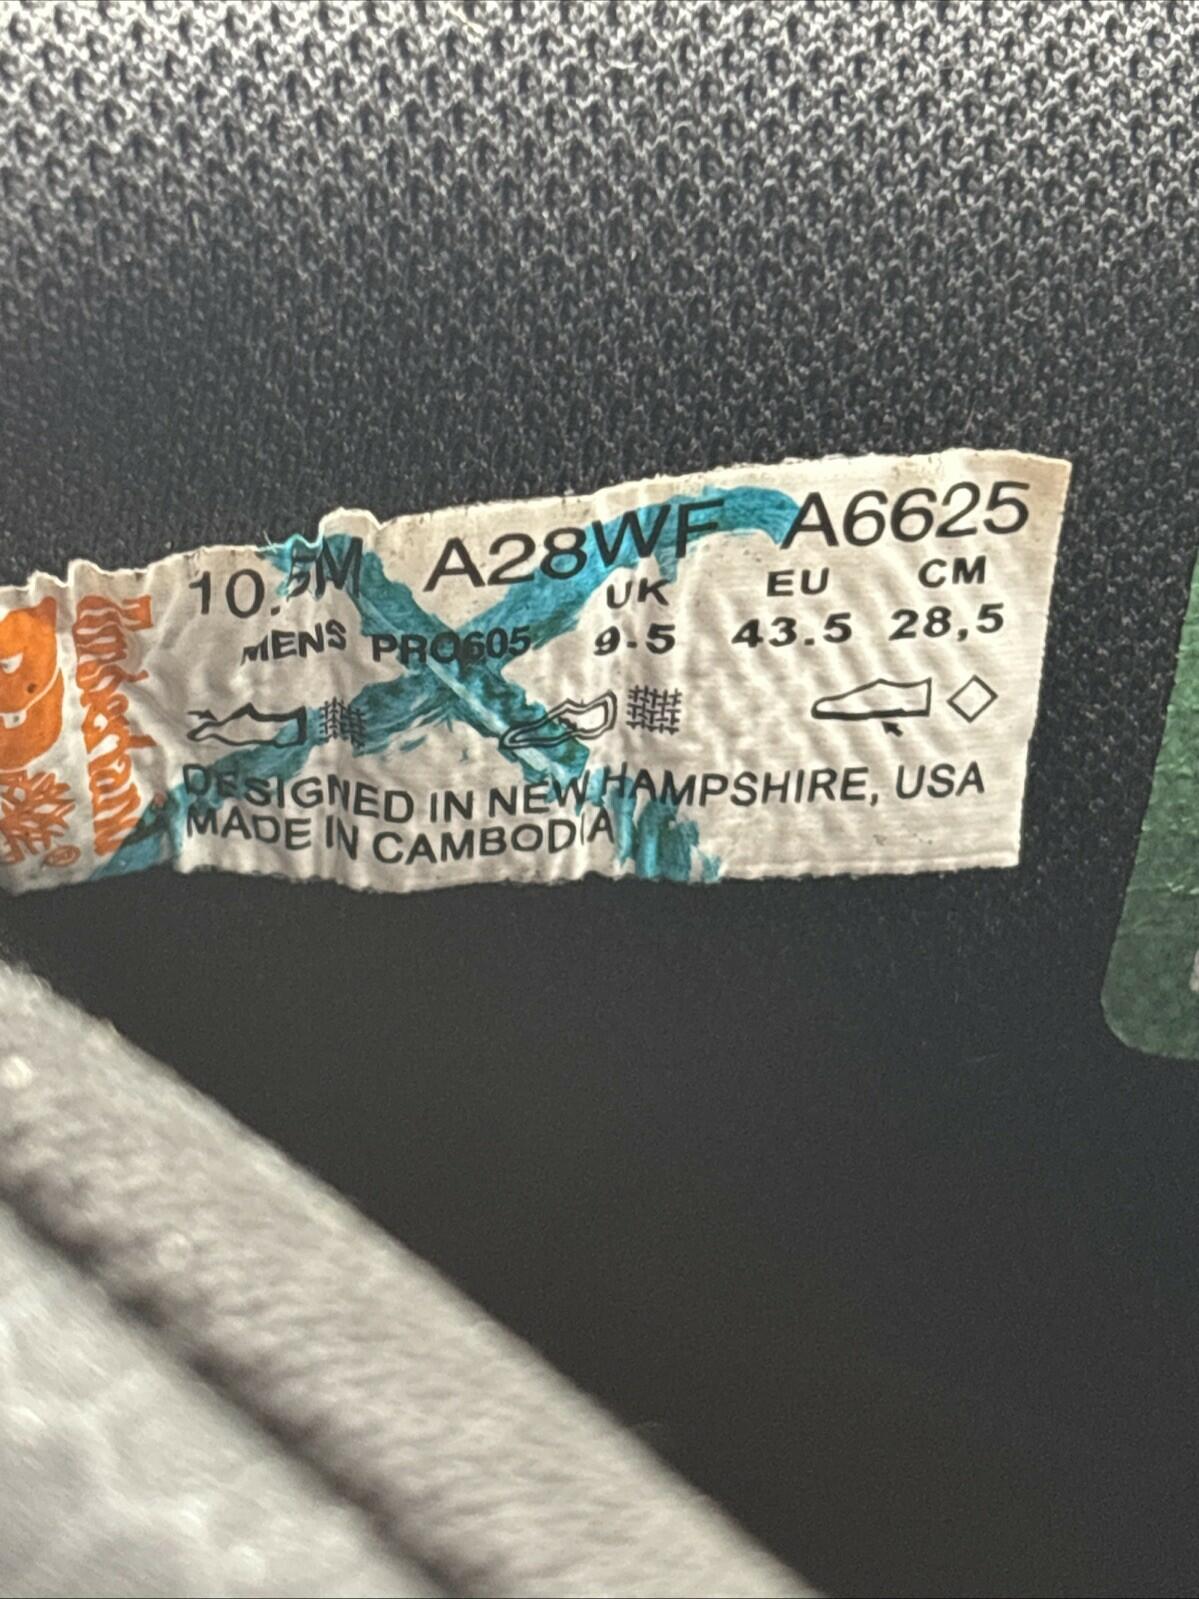 Timberland
PRO
®
10.5M A28WF A6625
MENS PRO605 UK 9.5 EU 43.5 CM 28,5
DESIGNED IN NEW HAMPSHIRE, USA
MADE IN CAMBODIA